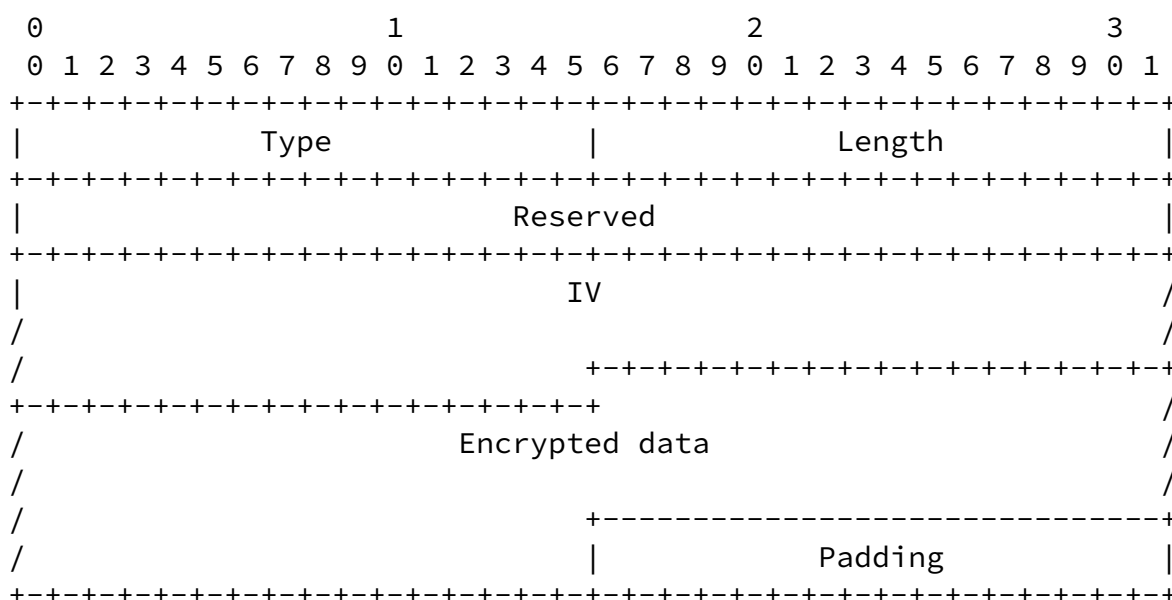 0                   1                   2                   3
0 1 2 3 4 5 6 7 8 9 0 1 2 3 4 5 6 7 8 9 0 1 2 3 4 5 6 7 8 9 0 1
+-+-+-+-+-+-+-+-+-+-+-+-+-+-+-+-+-+-+-+-+-+-+-+-+-+-+-+-+-+-+-+-+
|             Type              |             Length            |
+-+-+-+-+-+-+-+-+-+-+-+-+-+-+-+-+-+-+-+-+-+-+-+-+-+-+-+-+-+-+-+-+
|                           Reserved                            |
+-+-+-+-+-+-+-+-+-+-+-+-+-+-+-+-+-+-+-+-+-+-+-+-+-+-+-+-+-+-+-+-+
|                              IV                               /
/                                                               /
/                               +-+-+-+-+-+-+-+-+-+-+-+-+-+-+-+-+
+-+-+-+-+-+-+-+-+-+-+-+-+-+-+-+-+                               /
/                        Encrypted data                         /
/                                                               /
/                               +-------------------------------+
/                               |            Padding            |
+-+-+-+-+-+-+-+-+-+-+-+-+-+-+-+-+-+-+-+-+-+-+-+-+-+-+-+-+-+-+-+-+